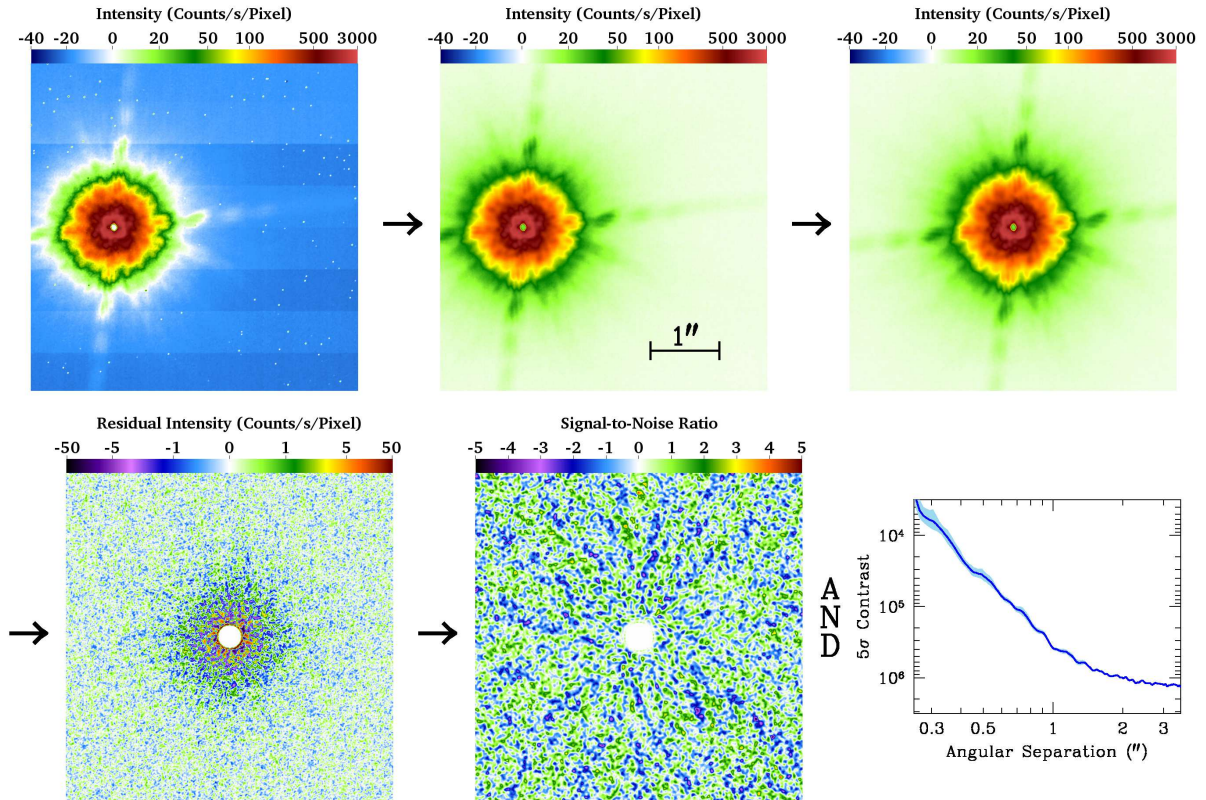 Intensity (Counts/s/Pixel)
-40 -20 0 20 50 100 500 3000
Intensity (Counts/s/Pixel)
-40 -20 0 20 50 100 500 3000
Intensity (Counts/s/Pixel)
-40 -20 0 20 50 100 500 3000
1″
Residual Intensity (Counts/s/Pixel)
-50 -5 -1 0 1 5 50
Signal-to-Noise Ratio
-5 -4 -3 -2 -1 0 1 2 3 4 5
A
N
D
5σ Contrast
10⁴
10⁵
10⁶
0.3 0.5 1 2 3
Angular Separation (″)